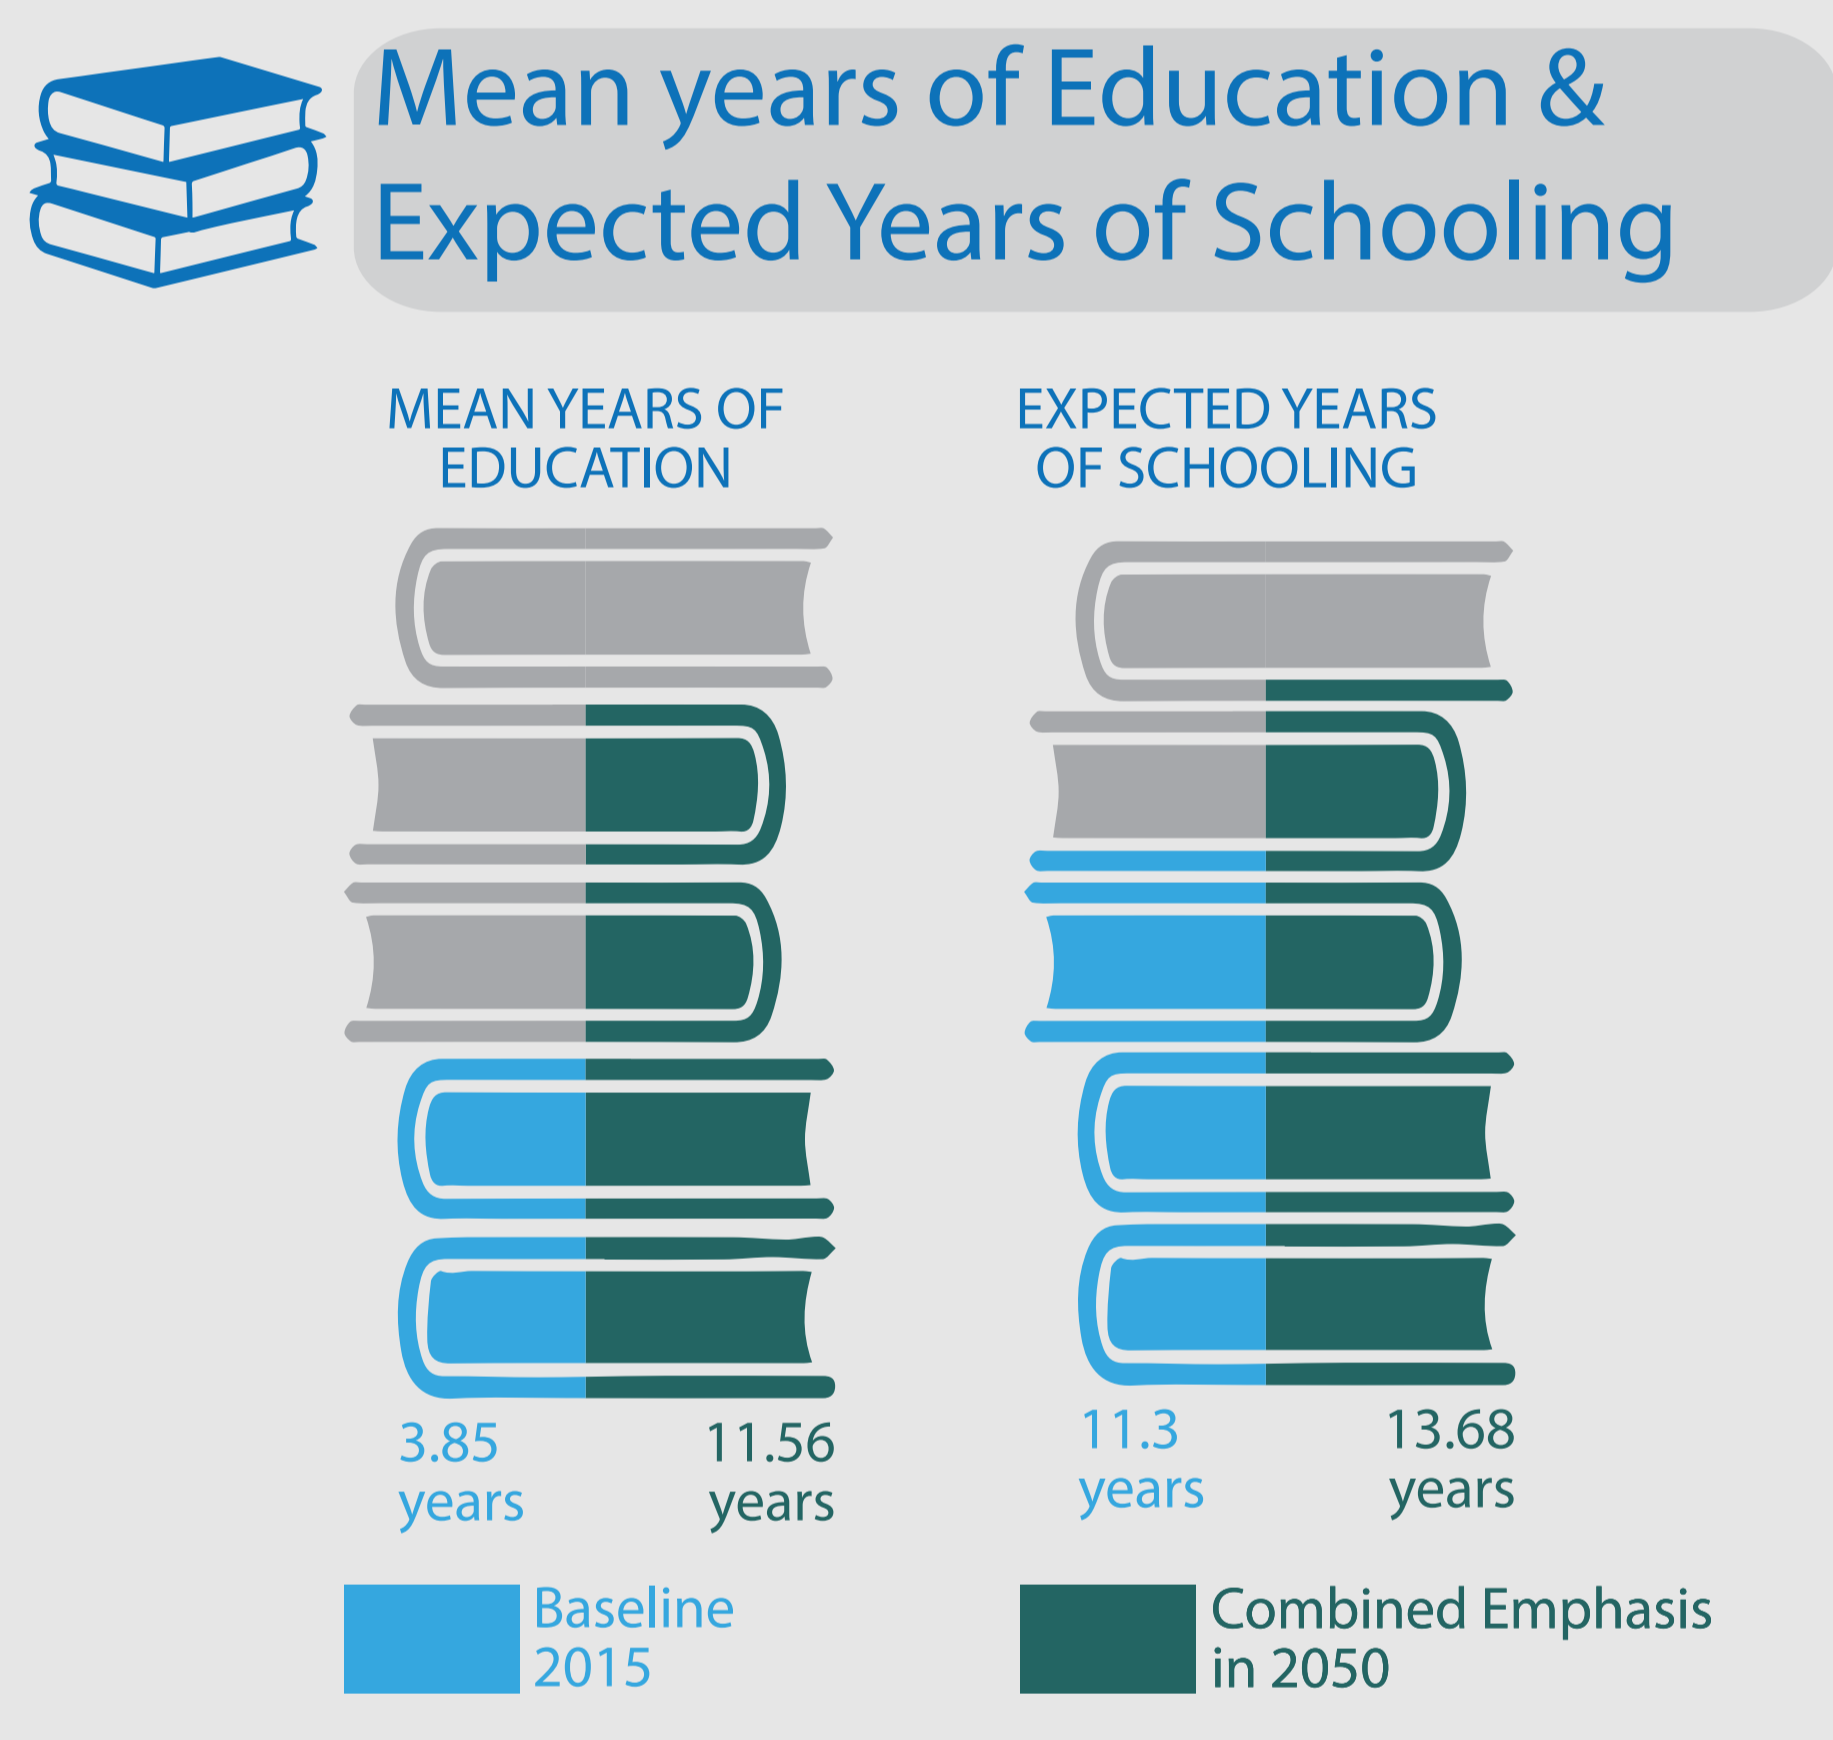 Mean years of Education &
Expected Years of Schooling
MEAN YEARS OF
EDUCATION
EXPECTED YEARS
OF SCHOOLING
3.85
years
11.56
years
11.3
years
13.68
years
Baseline
2015
Combined Emphasis
in 2050